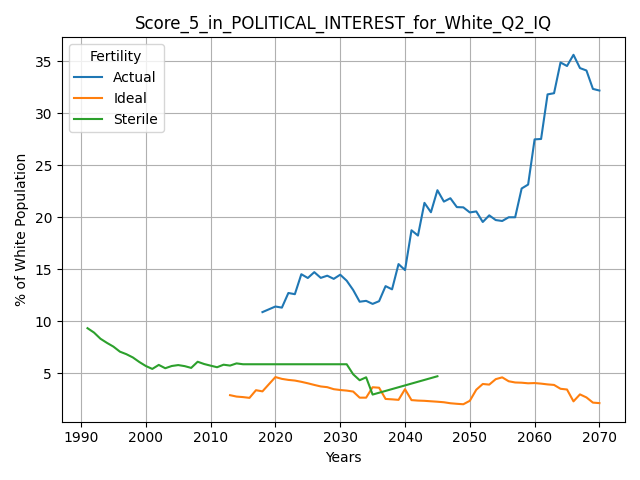 Score_5_in_POLITICAL_INTEREST_for_White_Q2_IQ
Fertility
Actual
Ideal
Sterile
% of White Population
35
30
25
20
15
10
5
1990 2000 2010 2020 2030 2040 2050 2060 2070
Years